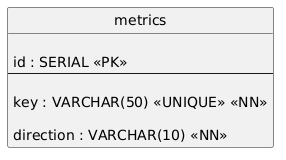 metrics
id : SERIAL «PK»
key : VARCHAR(50) «UNIQUE» «NN»
direction : VARCHAR(10) «NN»